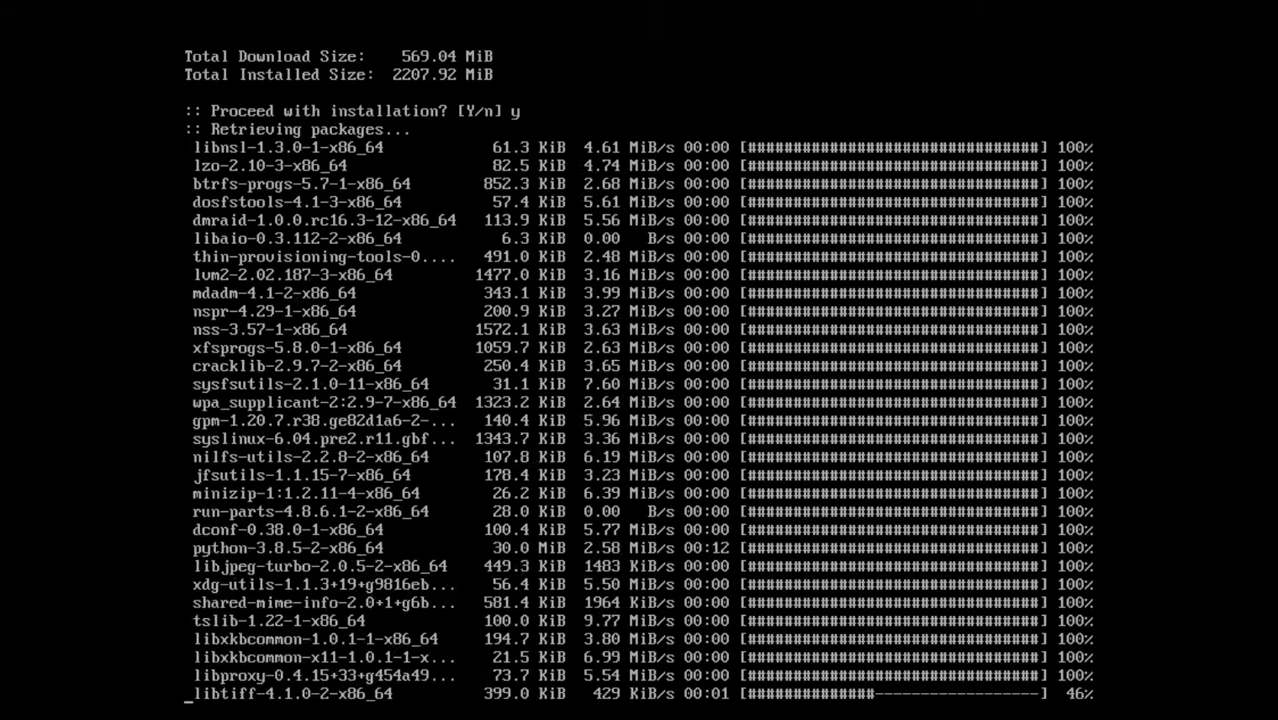 Total Download Size:    569.04 MiB
Total Installed Size:  2207.92 MiB
:: Proceed with installation? [Y/n] y
:: Retrieving packages...
libnsl-1.3.0-1-x86_64 61.3 KiB 4.61 MiB/s 00:00 [################################] 100%
lzo-2.10-3-x86_64 82.5 KiB 4.74 MiB/s 00:00 [################################] 100%
btrfs-progs-5.7-1-x86_64 852.3 KiB 2.68 MiB/s 00:00 [################################] 100%
dosfstools-4.1-3-x86_64 57.4 KiB 5.61 MiB/s 00:00 [################################] 100%
dmraid-1.0.0.rc16.3-12-x86_64 113.9 KiB 5.56 MiB/s 00:00 [################################] 100%
libaio-0.3.112-2-x86_64 6.3 KiB 0.00 B/s 00:00 [################################] 100%
thin-provisioning-tools-0.... 491.0 KiB 2.48 MiB/s 00:00 [################################] 100%
lvm2-2.02.187-3-x86_64 1477.0 KiB 3.16 MiB/s 00:00 [################################] 100%
mdadm-4.1-2-x86_64 343.1 KiB 3.99 MiB/s 00:00 [################################] 100%
nspr-4.29-1-x86_64 200.9 KiB 3.27 MiB/s 00:00 [################################] 100%
nss-3.57-1-x86_64 1572.1 KiB 3.63 MiB/s 00:00 [################################] 100%
xfsprogs-5.8.0-1-x86_64 1059.7 KiB 2.63 MiB/s 00:00 [################################] 100%
cracklib-2.9.7-2-x86_64 250.4 KiB 3.65 MiB/s 00:00 [################################] 100%
sysfsutils-2.1.0-11-x86_64 31.1 KiB 7.60 MiB/s 00:00 [################################] 100%
wpa_supplicant-2:2.9-7-x86_64 1323.2 KiB 2.64 MiB/s 00:00 [################################] 100%
gpm-1.20.7.r38.ge82d1a6-2-... 140.4 KiB 5.96 MiB/s 00:00 [################################] 100%
syslinux-6.04.pre2.r11.gbf... 1343.7 KiB 3.36 MiB/s 00:00 [################################] 100%
nilfs-utils-2.2.8-2-x86_64 107.8 KiB 6.19 MiB/s 00:00 [################################] 100%
jfsutils-1.1.15-7-x86_64 178.4 KiB 3.23 MiB/s 00:00 [################################] 100%
minizip-1:1.2.11-4-x86_64 26.2 KiB 6.39 MiB/s 00:00 [################################] 100%
run-parts-4.8.6.1-2-x86_64 28.0 KiB 0.00 B/s 00:00 [################################] 100%
dconf-0.38.0-1-x86_64 100.4 KiB 5.77 MiB/s 00:00 [################################] 100%
python-3.8.5-2-x86_64 30.0 MiB 2.58 MiB/s 00:12 [################################] 100%
libjpeg-turbo-2.0.5-2-x86_64 449.3 KiB 1483 KiB/s 00:00 [################################] 100%
xdg-utils-1.1.3+19+g9816eb... 56.4 KiB 5.50 MiB/s 00:00 [################################] 100%
shared-mime-info-2.0+1+g6b... 581.4 KiB 1964 KiB/s 00:00 [################################] 100%
tslib-1.22-1-x86_64 100.0 KiB 9.77 MiB/s 00:00 [################################] 100%
libxkbcommon-1.0.1-1-x86_64 194.7 KiB 3.80 MiB/s 00:00 [################################] 100%
libxkbcommon-x11-1.0.1-1-x... 21.5 KiB 6.99 MiB/s 00:00 [################################] 100%
libproxy-0.4.15+33+g454a49... 73.7 KiB 5.54 MiB/s 00:00 [################################] 100%
libtiff-4.1.0-2-x86_64 399.0 KiB 429 KiB/s 00:01 [##############------------------] 46%